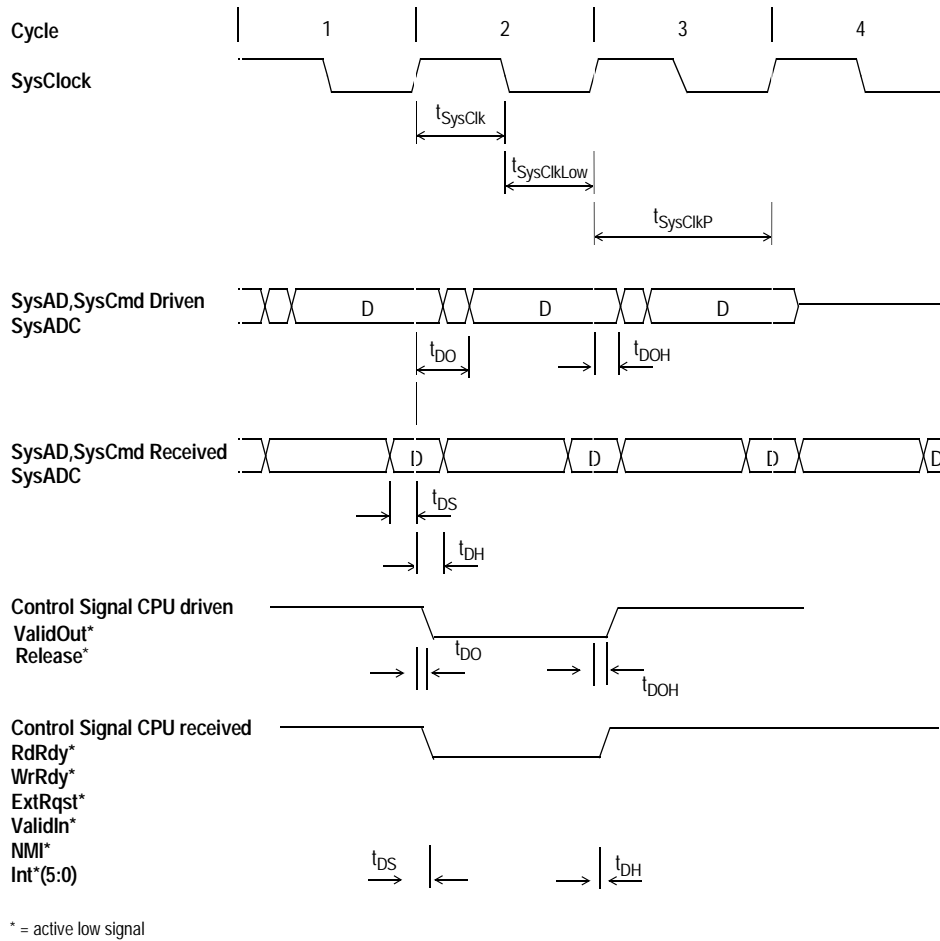 Cycle 1 2 3 4
SysClock
tSysClk
tSysClkLow
tSysClkP
SysAD,SysCmd Driven
SysADC
D D D
tDO tDOH
SysAD,SysCmd Received
SysADC
D D D D
tDS
tDH
Control Signal CPU driven
ValidOut*
Release*
tDO
tDOH
Control Signal CPU received
RdRdy*
WrRdy*
ExtRqst*
ValidIn*
NMI*
Int*(5:0)
tDS tDH
* = active low signal